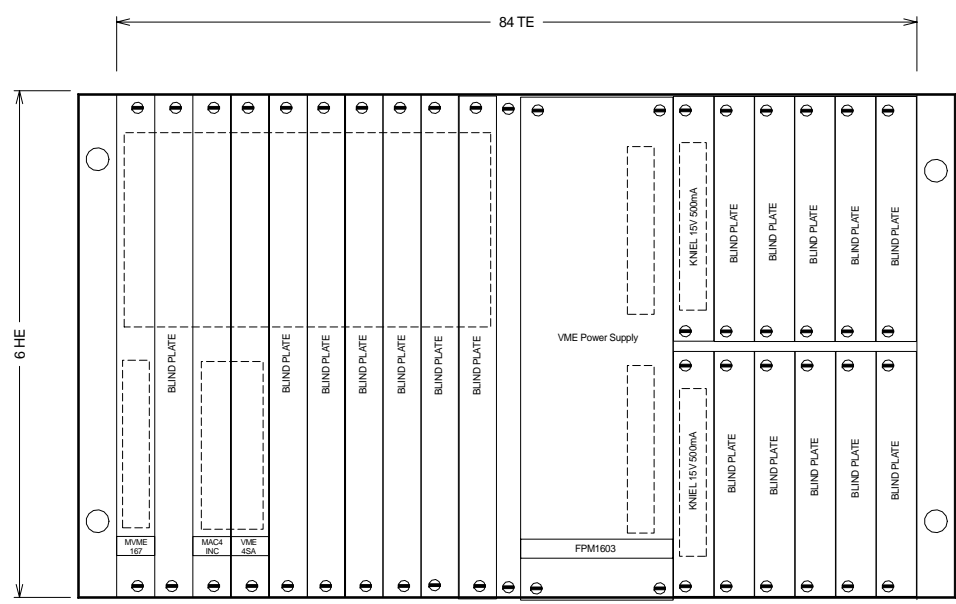 84 TE
6 HE
BLIND PLATE
BLIND PLATE
BLIND PLATE
BLIND PLATE
BLIND PLATE
BLIND PLATE
BLIND PLATE
MVME
167
MAC4
INC
VME
4SA
VME Power Supply
FPM1603
KNIEL 15V 500mA
BLIND PLATE
BLIND PLATE
BLIND PLATE
BLIND PLATE
BLIND PLATE
KNIEL 15V 500mA
BLIND PLATE
BLIND PLATE
BLIND PLATE
BLIND PLATE
BLIND PLATE